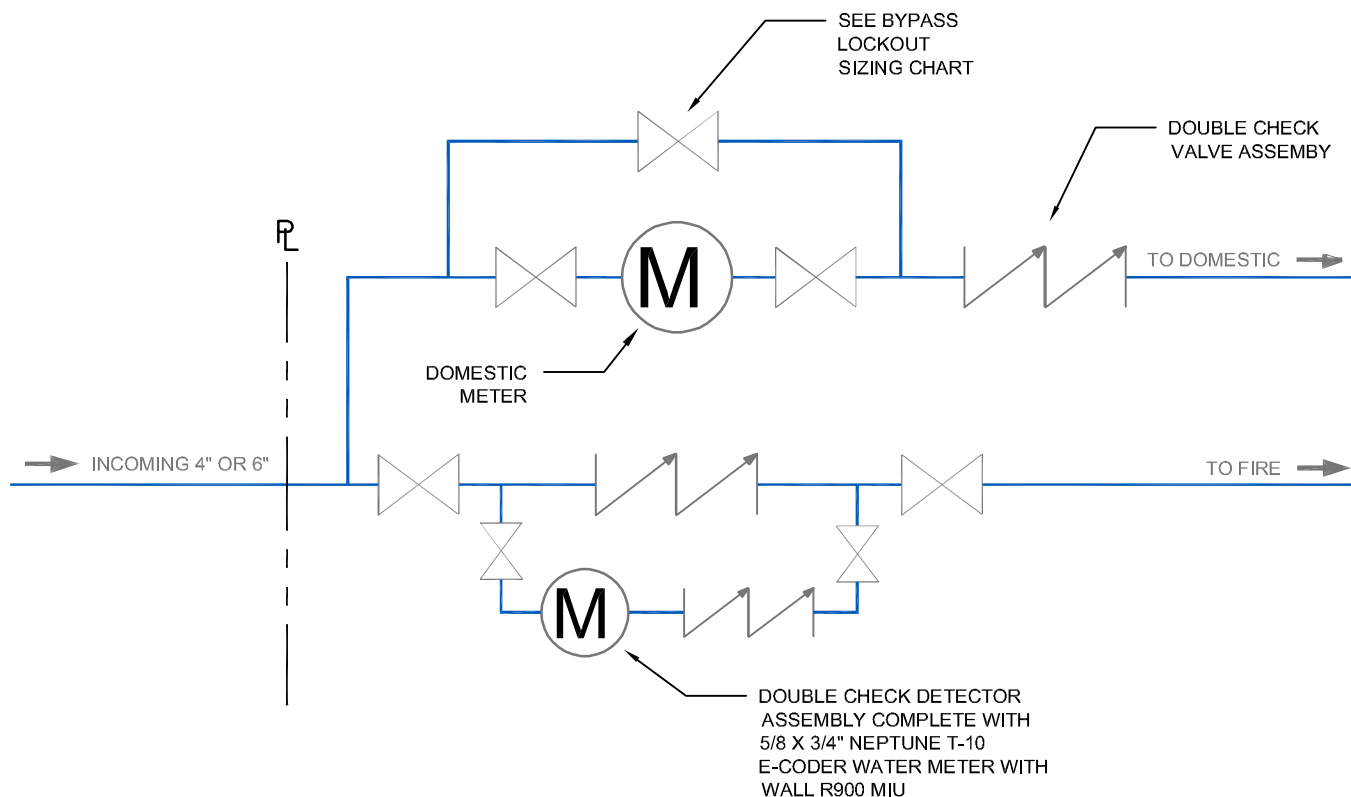 SEE BYPASS
LOCKOUT
SIZING CHART
DOUBLE CHECK
VALVE ASSEMBY
PL
M
TO DOMESTIC
DOMESTIC
METER
INCOMING 4" OR 6"
TO FIRE
M
DOUBLE CHECK DETECTOR
ASSEMBLY COMPLETE WITH
5/8 X 3/4" NEPTUNE T-10
E-CODER WATER METER WITH
WALL R900 MIU